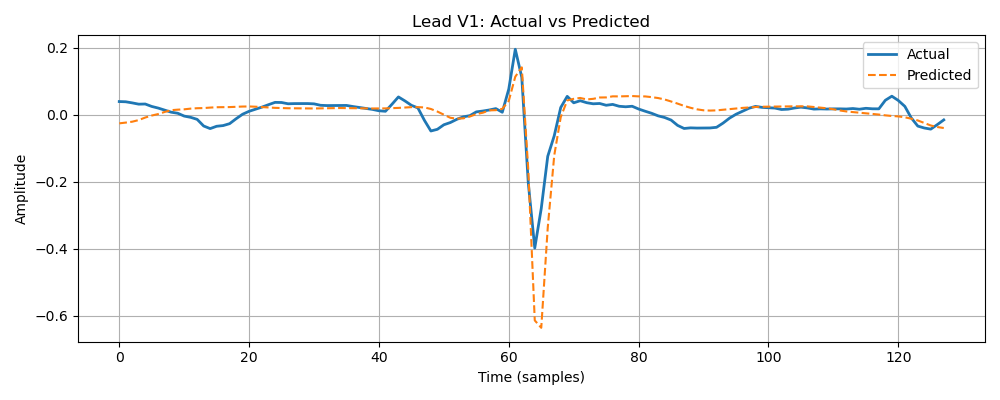 Lead V1: Actual vs Predicted
Actual
Predicted
Amplitude
0.2
0.0
−0.2
−0.4
−0.6
0 20 40 60 80 100 120
Time (samples)